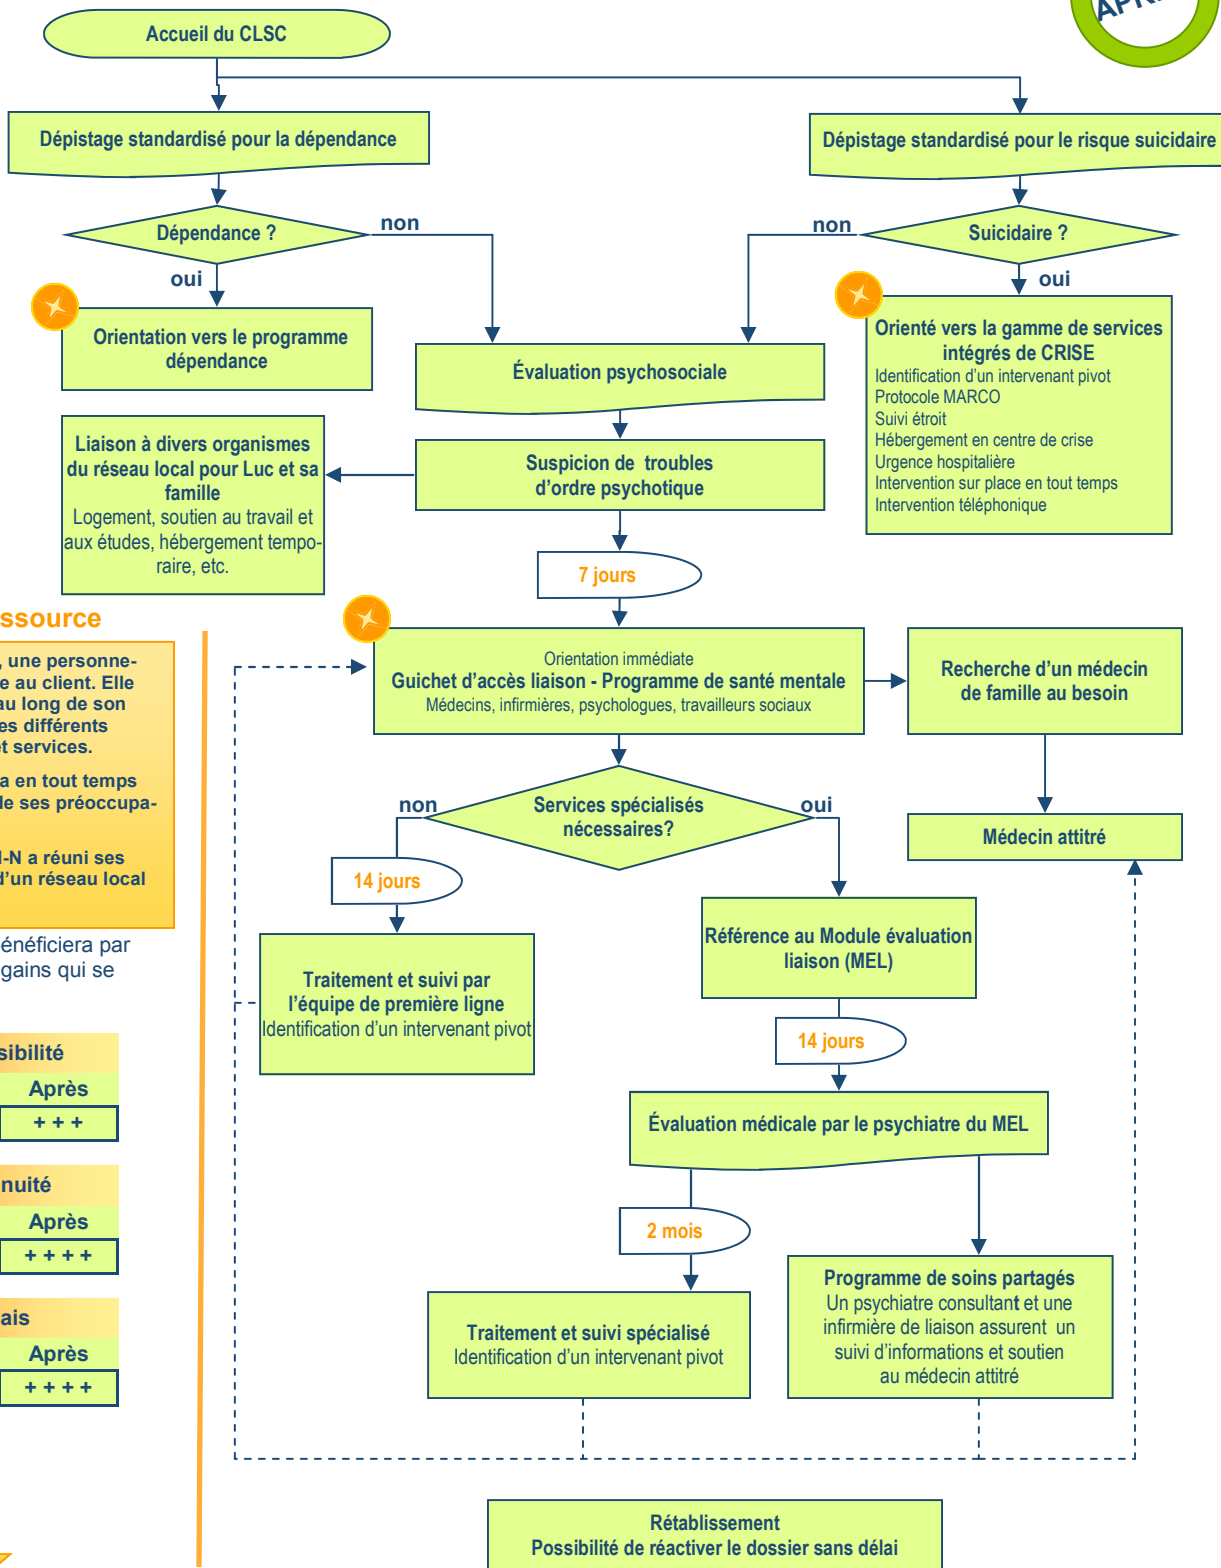 Accueil du CLSC
Dépistage standardisé pour la dépendance
Dépistage standardisé pour le risque suicidaire
Dépendance ?
non
oui
non
Suicidaire ?
oui
Orientation vers le programme
dépendance
Évaluation psychosociale
Orienté vers la gamme de services
intégrés de CRISE
Identification d'un intervenant pivot
Protocole MARCO
Suivi étroit
Hébergement en centre de crise
Urgence hospitalière
Intervention sur place en tout temps
Intervention téléphonique
Liaison à divers organismes
du réseau local pour Luc et sa
famille
Logement, soutien au travail et
aux études, hébergement tempo-
raire, etc.
Suspicion de troubles
d'ordre psychotique
7 jours
ssource
, une personne-
e au client. Elle
au long de son
es différents
et services.
a en tout temps
de ses préoccupa-
N a réuni ses
d'un réseau local
énéficiera par
gains qui se
sibilité
Après
+ + +
nuité
Après
+ + + +
ais
Après
+ + + +
Orientation immédiate
Guichet d'accès liaison - Programme de santé mentale
Médecins, infirmières, psychologues, travailleurs sociaux
Recherche d'un médecin
de famille au besoin
Médecin attitré
non
Services spécialisés
nécessaires?
oui
14 jours
Traitement et suivi par
l'équipe de première ligne
Identification d'un intervenant pivot
Référence au Module évaluation
liaison (MEL)
14 jours
Évaluation médicale par le psychiatre du MEL
2 mois
Traitement et suivi spécialisé
Identification d'un intervenant pivot
Programme de soins partagés
Un psychiatre consultant et une
infirmière de liaison assurent un
suivi d'informations et soutien
au médecin attitré
Rétablissement
Possibilité de réactiver le dossier sans délai